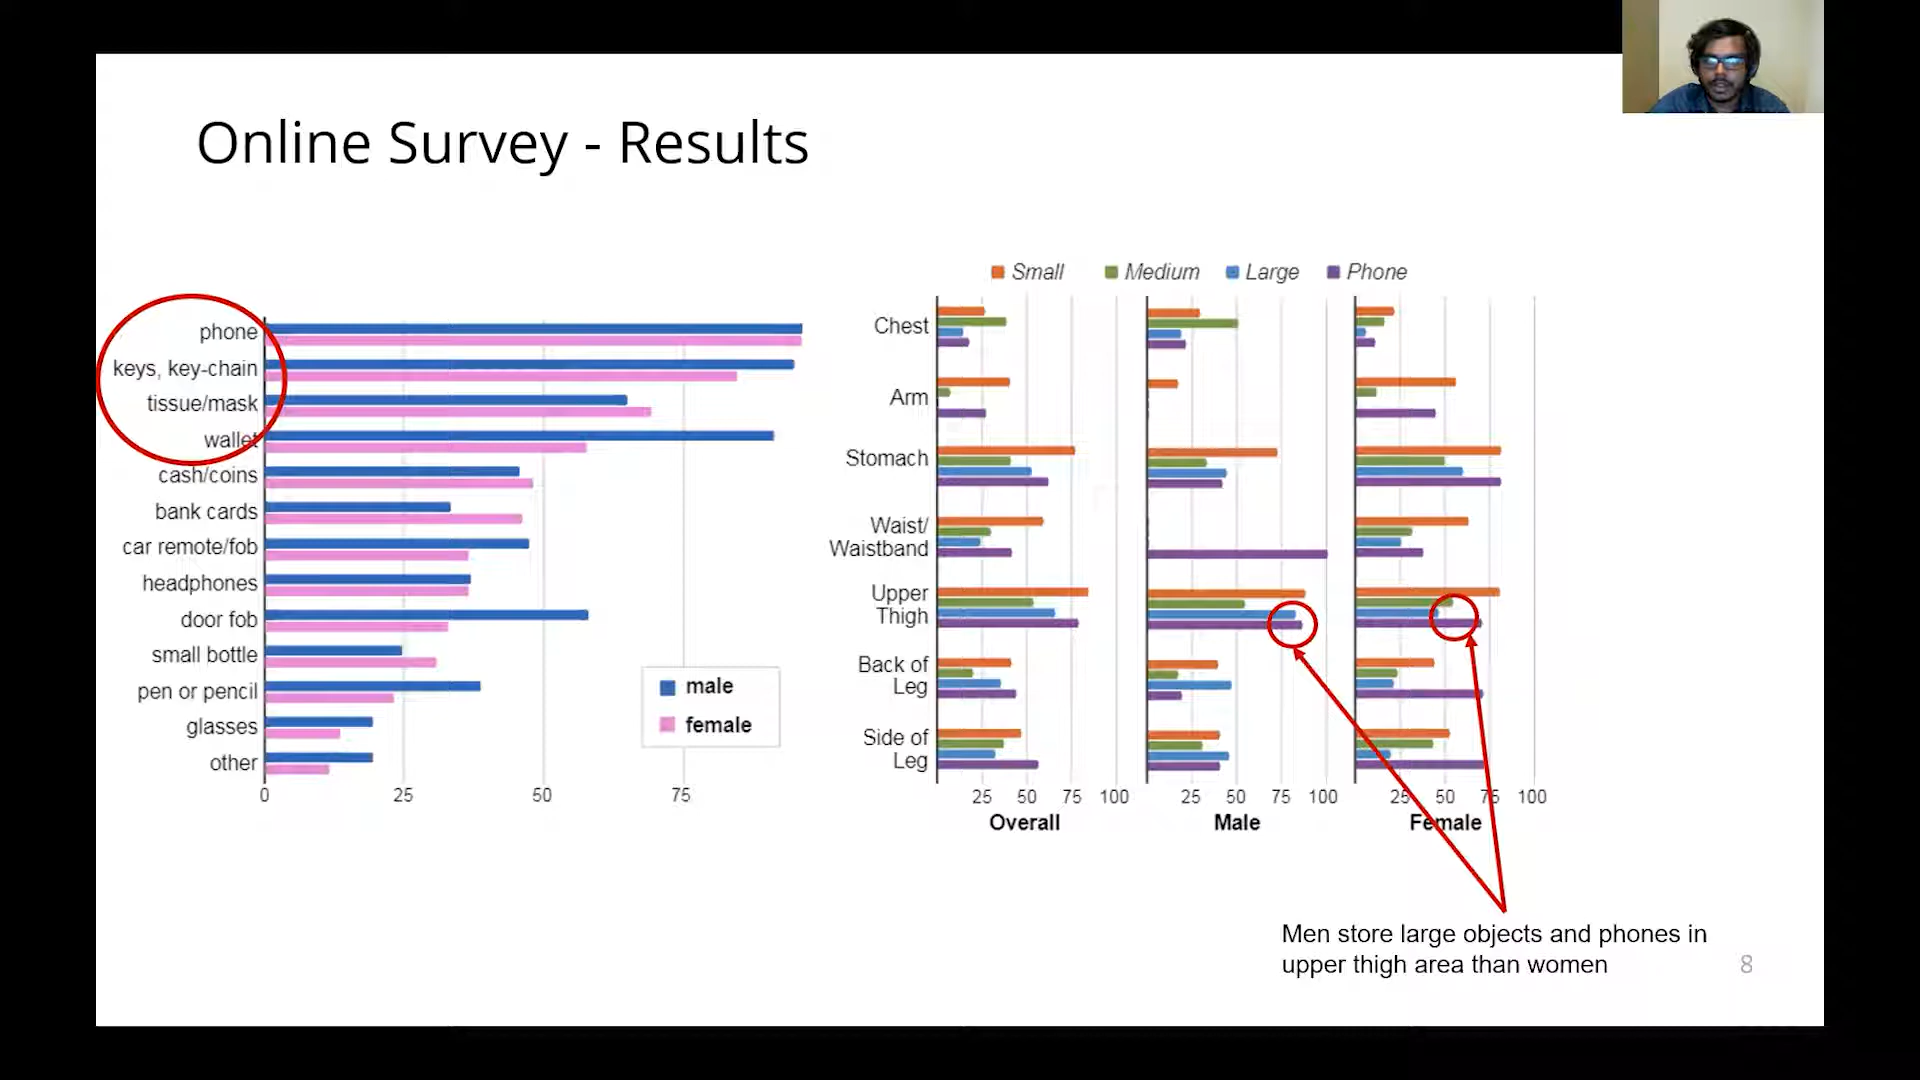 Online Survey - Results
phone
keys, key-chain
tissue/mask
wallet
cash/coins
bank cards
car remote/fob
headphones
door fob
small bottle
pen or pencil
glasses
other
0 25 50 75
male
female
Small Medium Large Phone
Chest
Arm
Stomach
Waist/
Waistband
Upper
Thigh
Back of
Leg
Side of
Leg
25 50 75 100 25 50 75 100 25 50 75 100
Overall Male Female
Men store large objects and phones in
upper thigh area than women
8